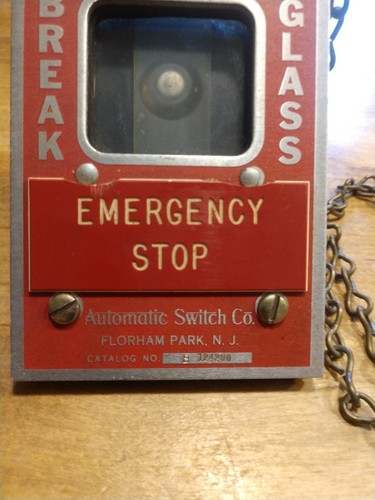 BREAK
GLASS
EMERGENCY
STOP
Automatic Switch Co.
FLORHAM PARK, N. J.
CATALOG NO.